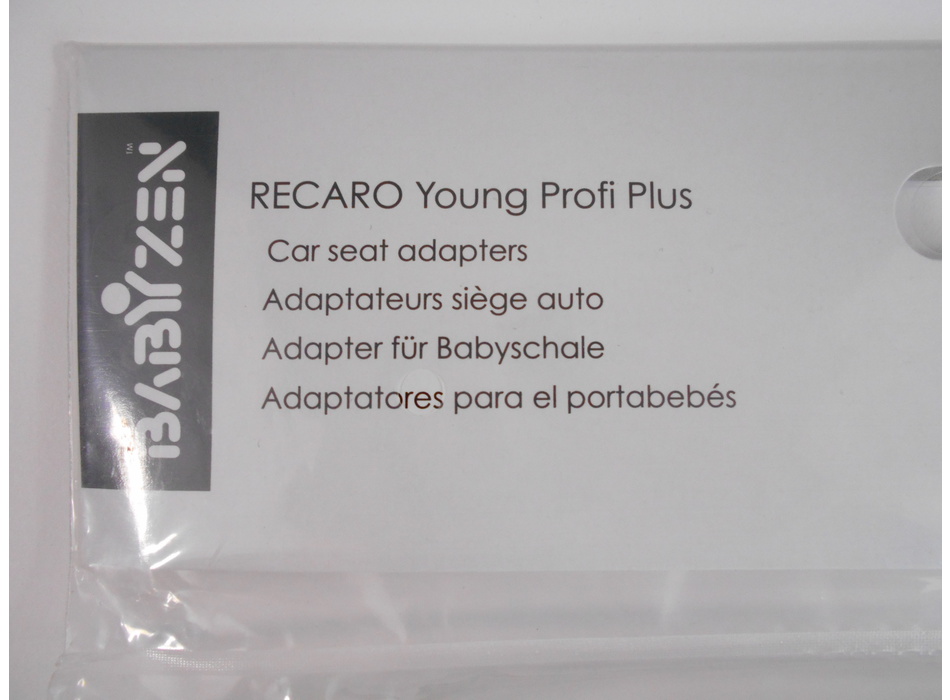 BABYZEN™
RECARO Young Profi Plus
Car seat adapters
Adaptateurs siège auto
Adapter für Babyschale
Adaptatores para el portabebés